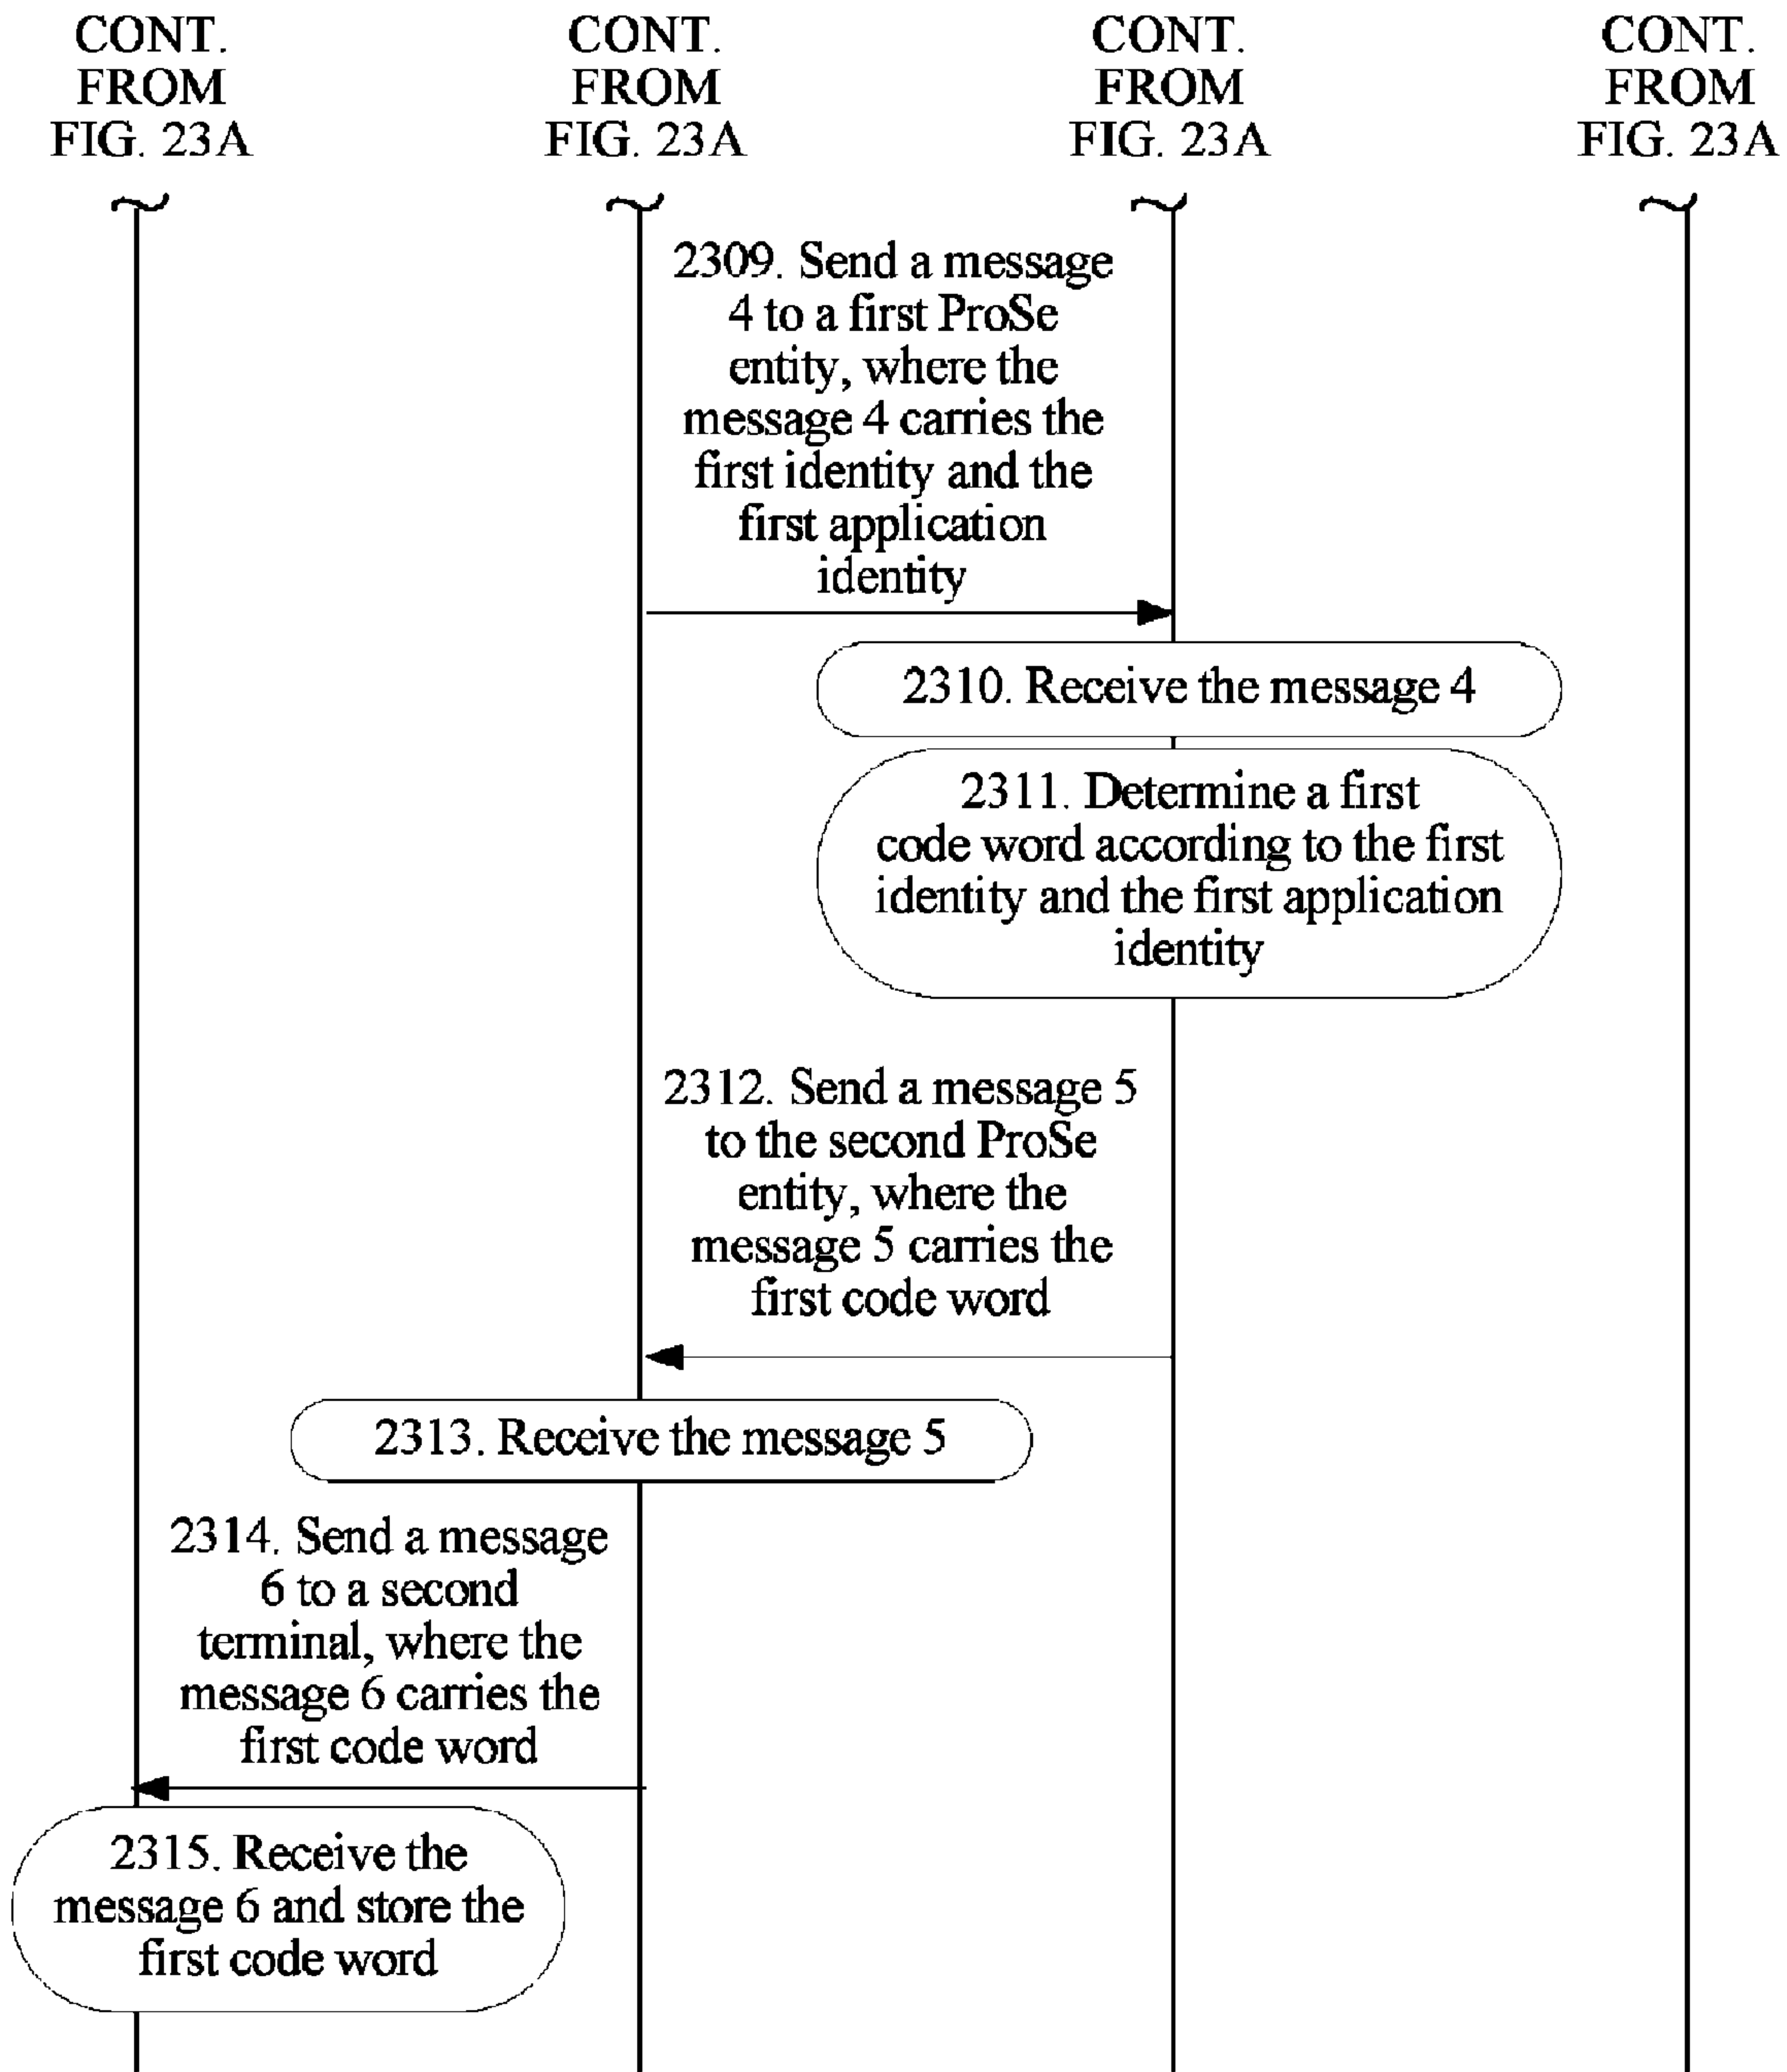 CONT.
FROM
FIG. 23A
CONT.
FROM
FIG. 23A
CONT.
FROM
FIG. 23A
CONT.
FROM
FIG. 23A
2309. Send a message
4 to a first ProSe
entity, where the
message 4 carries the
first identity and the
first application
identity
2310. Receive the message 4
2311. Determine a first
code word according to the first
identity and the first application
identity
2312. Send a message 5
to the second ProSe
entity, where the
message 5 carries the
first code word
2313. Receive the message 5
2314. Send a message
6 to a second
terminal, where the
message 6 carries the
first code word
2315. Receive the
message 6 and store the
first code word